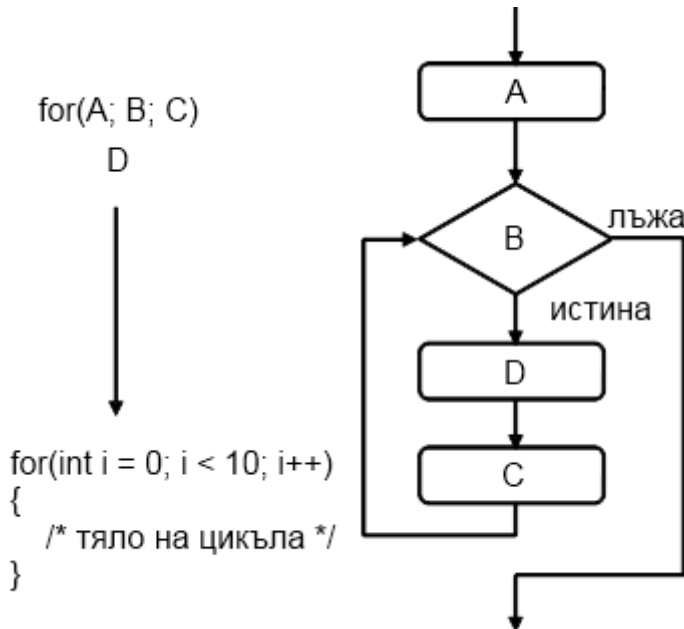 for(A; B; C)
D
for(int i = 0; i < 10; i++)
{
/* тяло на цикъла */
}
A
B
лъжа
истина
D
C